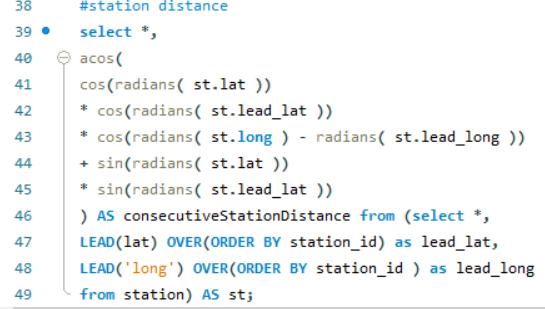 38 #station distance
39 select *,
40 acos(
41 cos(radians( st.lat ))
42 * cos(radians( st.lead_lat ))
43 * cos(radians( st.long ) - radians( st.lead_long ))
44 + sin(radians( st.lat ))
45 * sin(radians( st.lead_lat ))
46 ) AS consecutiveStationDistance from (select *,
47 LEAD(lat) OVER(ORDER BY station_id) as lead_lat,
48 LEAD('long') OVER(ORDER BY station_id ) as lead_long
49 from station) AS st;